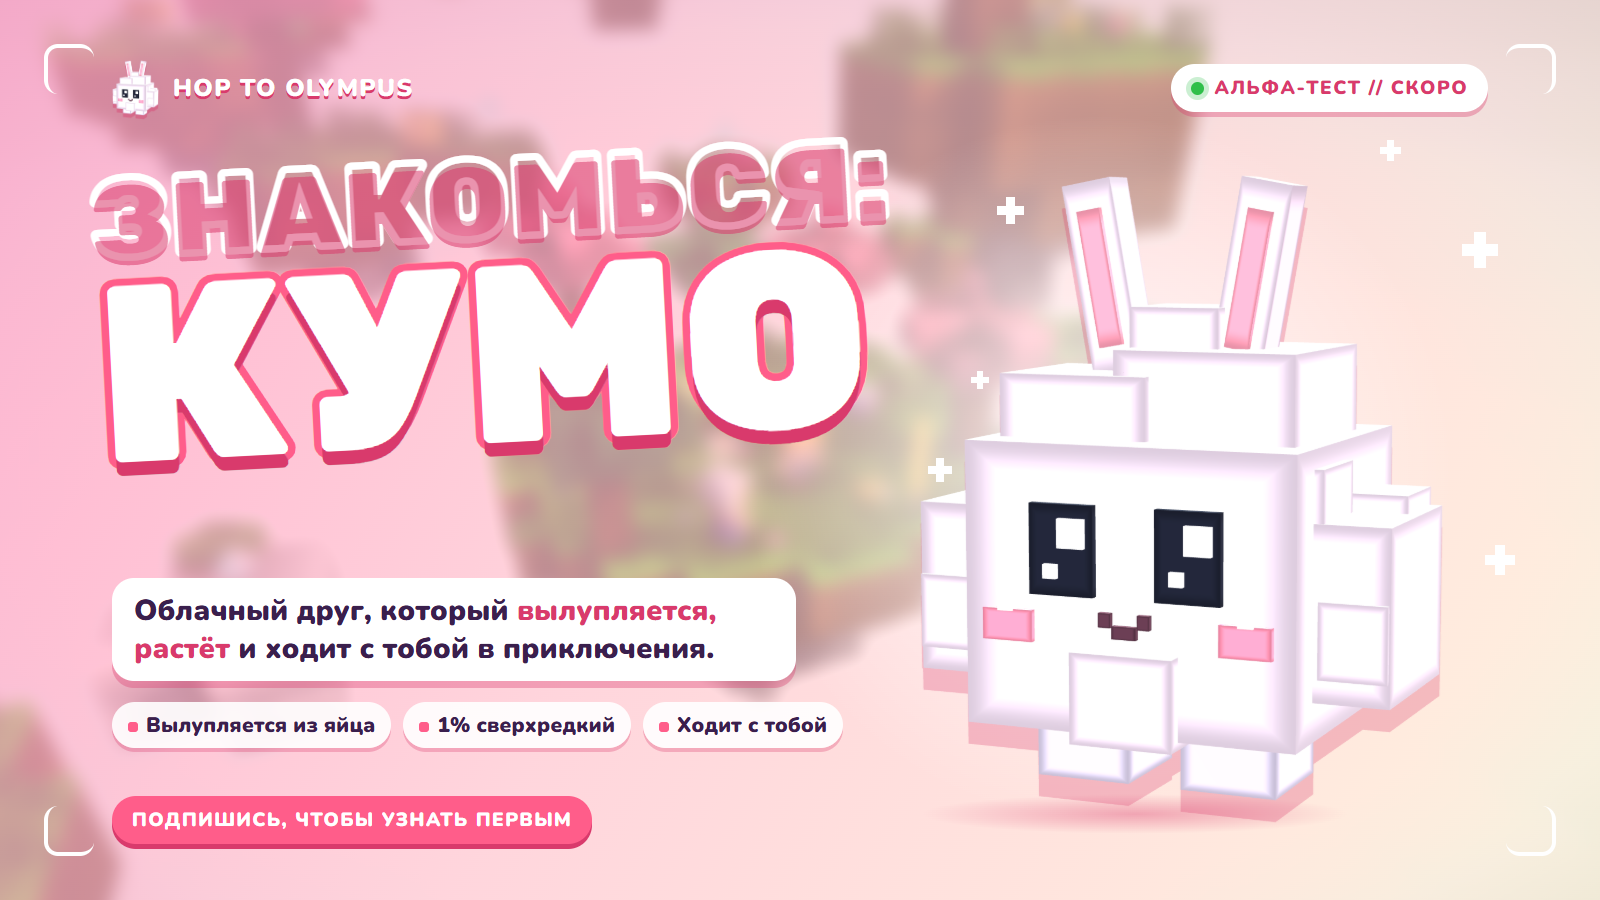 HOP TO OLYMPUS
АЛЬФА-ТЕСТ // СКОРО
ЗНАКОМЬСЯ:
КУМО
Облачный друг, который вылупляется,
растёт и ходит с тобой в приключения.
Вылупляется из яйца
1% сверхредкий
Ходит с тобой
ПОДПИШИСЬ, ЧТОБЫ УЗНАТЬ ПЕРВЫМ